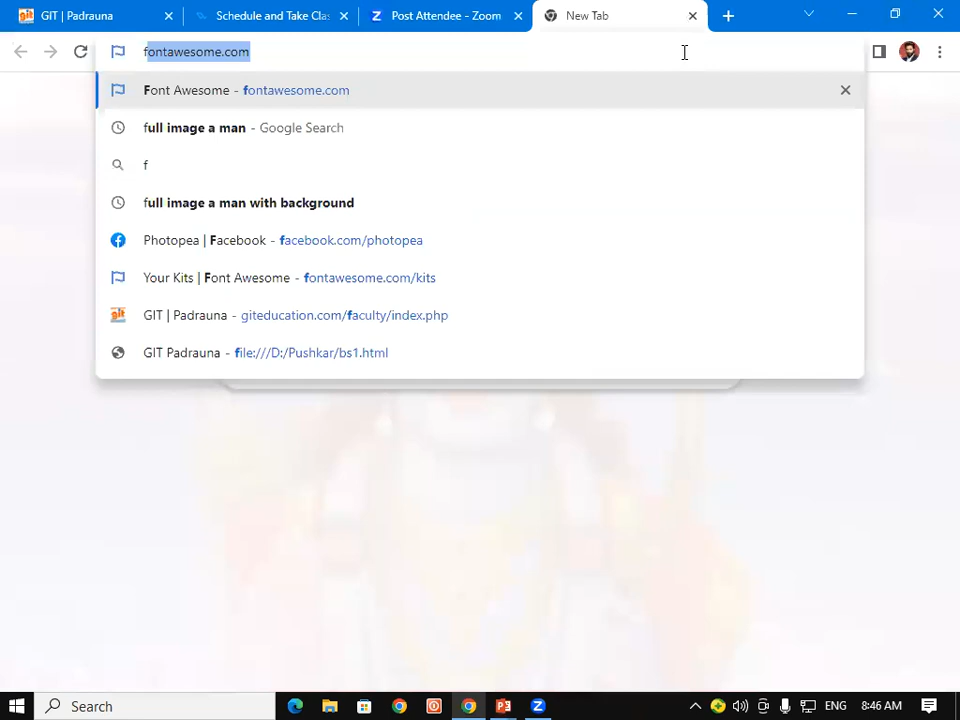 GIT | Padrauna
Schedule and Take Clas
Post Attendee - Zoom
New Tab
fontawesome.com
Font Awesome - fontawesome.com
full image a man - Google Search
f
full image a man with background
Photopea | Facebook - facebook.com/photopea
Your Kits | Font Awesome - fontawesome.com/kits
git GIT | Padrauna - giteducation.com/faculty/index.php
GIT Padrauna - file:///D:/Pushkar/bs1.html
Search
ENG
8:46 AM